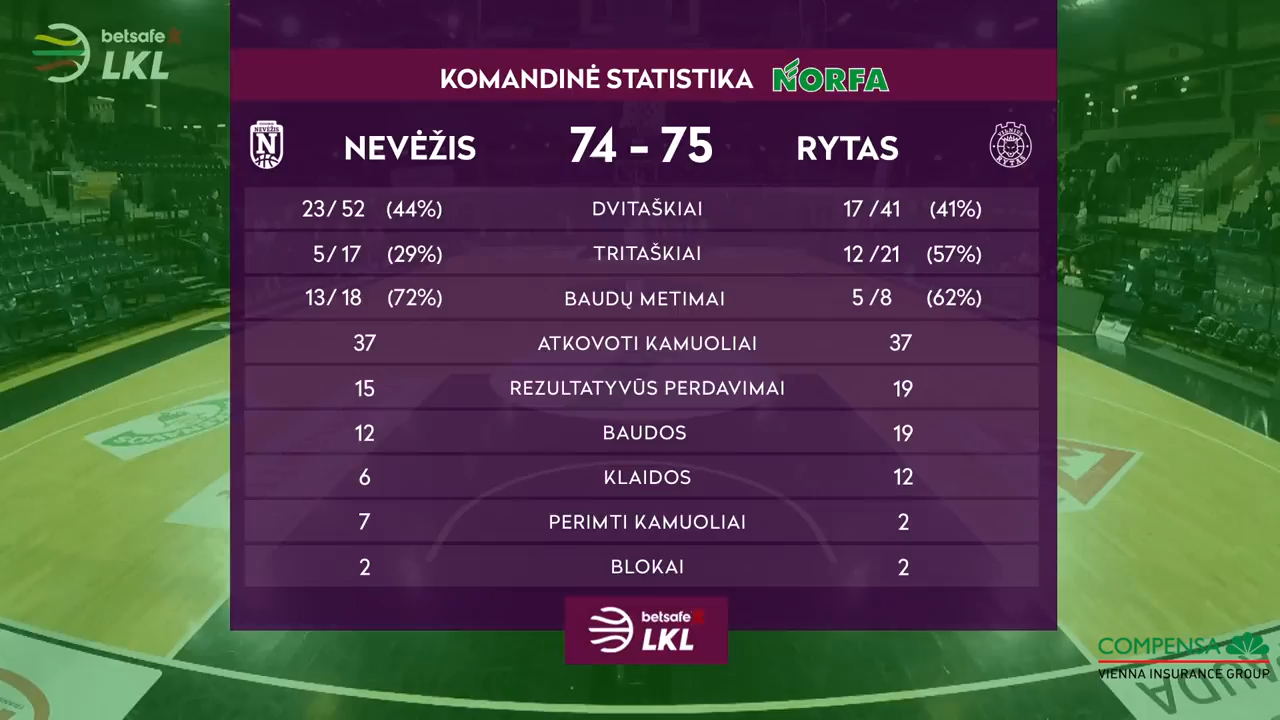 betsafe
LKL
KOMANDINĖ STATISTIKA NORFA
NEVĖŽIS 74 - 75 RYTAS
NEVĖŽIS
N
VILNIUS
RYTAS
23/ 52 (44%) DVITAŠKIAI 17 /41 (41%)
5/ 17 (29%) TRITAŠKIAI 12 /21 (57%)
13/ 18 (72%) BAUDŲ METIMAI 5 /8 (62%)
37 ATKOVOTI KAMUOLIAI 37
15 REZULTATYVŪS PERDAVIMAI 19
12 BAUDOS 19
6 KLAIDOS 12
7 PERIMTI KAMUOLIAI 2
2 BLOKAI 2
betsafe
LKL
COMPENSA
VIENNA INSURANCE GROUP